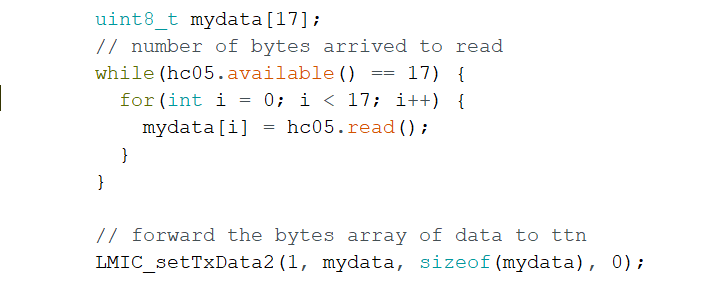 uint8_t mydata[17];
// number of bytes arrived to read
while(hc05.available() == 17) {
  for(int i = 0; i < 17; i++) {
    mydata[i] = hc05.read();
  }
}

// forward the bytes array of data to ttn
LMIC_setTxData2(1, mydata, sizeof(mydata), 0);